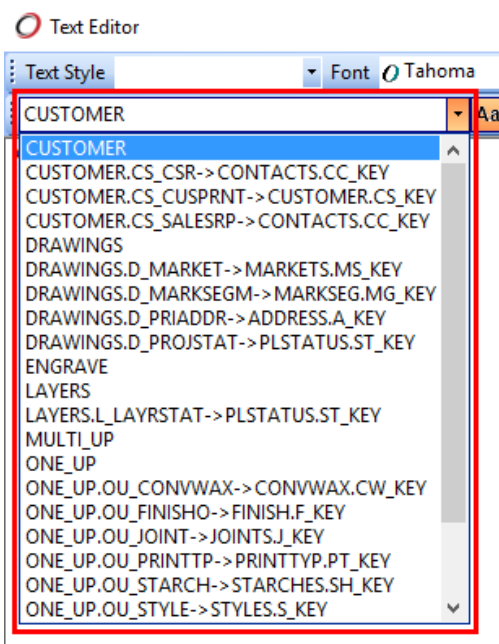 Text Editor
Text Style Font Tahoma
CUSTOMER Aa
CUSTOMER
CUSTOMER.CS_CSR->CONTACTS.CC_KEY
CUSTOMER.CS_CUSPRNT->CUSTOMER.CS_KEY
CUSTOMER.CS_SALESRP->CONTACTS.CC_KEY
DRAWINGS
DRAWINGS.D_MARKET->MARKETS.MS_KEY
DRAWINGS.D_MARKSEGM->MARKSEG.MG_KEY
DRAWINGS.D_PRIADDR->ADDRESS.A_KEY
DRAWINGS.D_PROJSTAT->PLSTATUS.ST_KEY
ENGRAVE
LAYERS
LAYERS.L_LAYRSTAT->PLSTATUS.ST_KEY
MULTI_UP
ONE_UP
ONE_UP.OU_CONVWAX->CONVWAX.CW_KEY
ONE_UP.OU_FINISHO->FINISH.F_KEY
ONE_UP.OU_JOINT->JOINTS.J_KEY
ONE_UP.OU_PRINTTP->PRINTTYP.PT_KEY
ONE_UP.OU_STARCH->STARCHES.SH_KEY
ONE_UP.OU_STYLE->STYLES.S_KEY